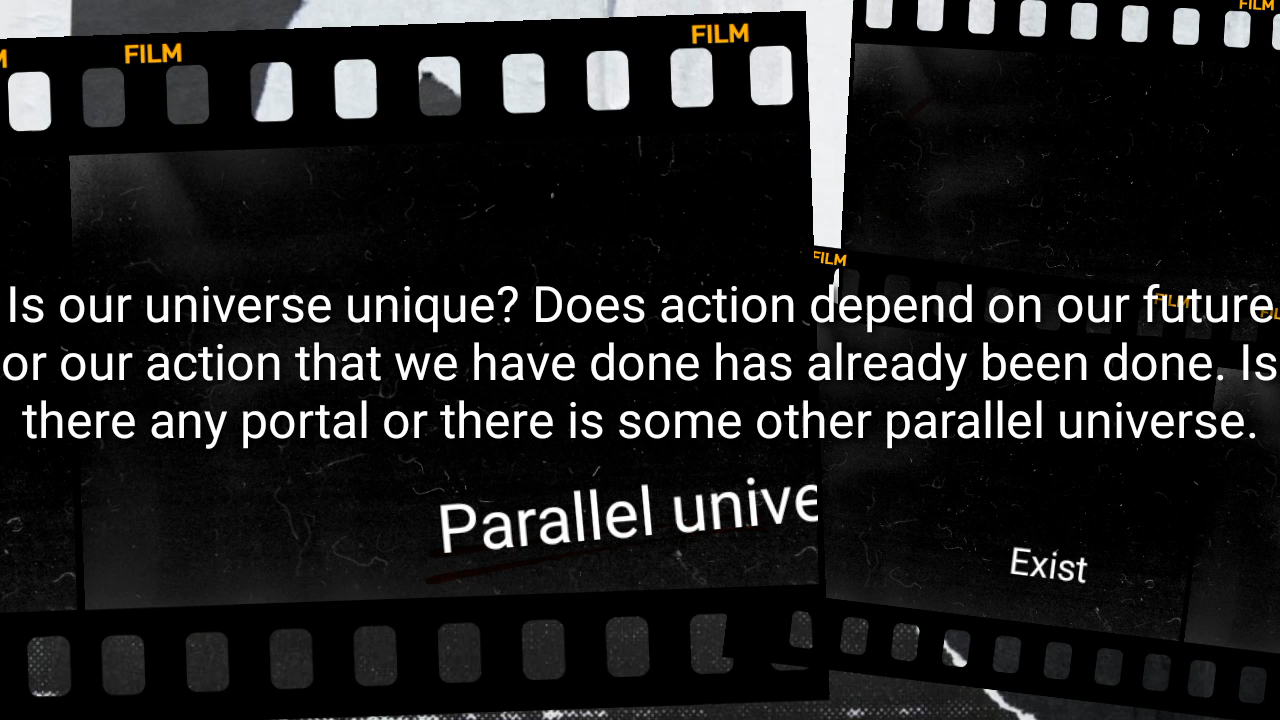 FILM
FILM
FILM
FILM
Is our universe unique? Does action depend on our future
or our action that we have done has already been done. Is
there any portal or there is some other parallel universe.
Parallel unive
Exist